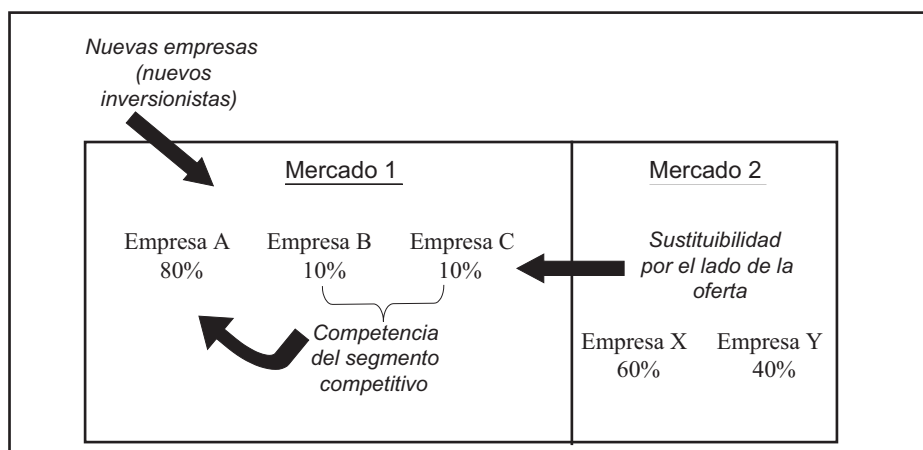 Nuevas empresas
(nuevos
inversionistas)
Mercado 1
Mercado 2
Empresa A
80%
Empresa B
10%
Empresa C
10%
Sustituibilidad
por el lado de la
oferta
Competencia
del segmento
competitivo
Empresa X
60%
Empresa Y
40%